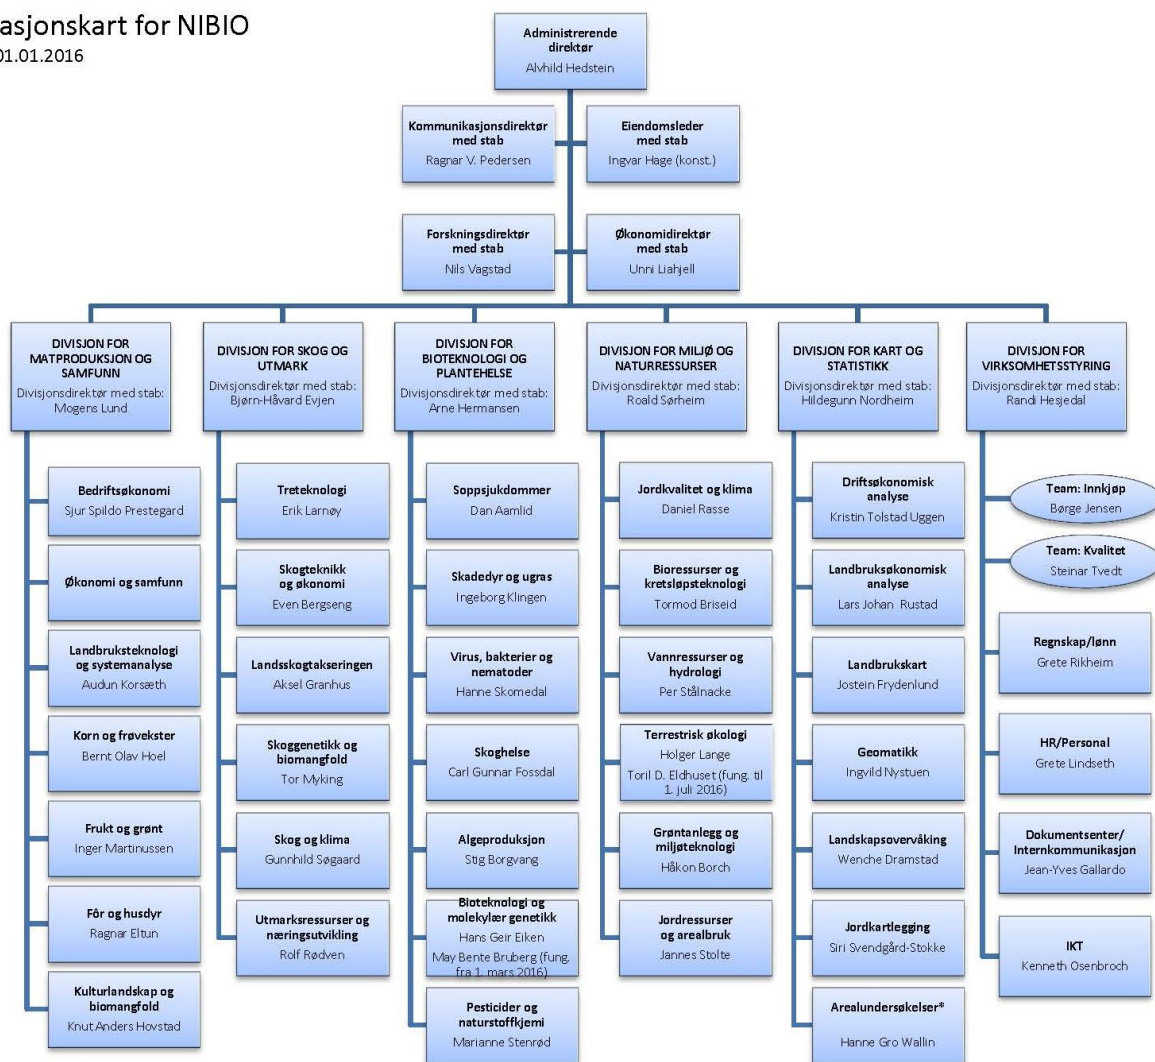 asjonskart for NIBIO
01.01.2016
Administrerende
direktør
Alvhild Hedstein
Kommunikasjonsdirektør
med stab
Ragnar V. Pedersen
Eiendomsleder
med stab
Ingvar Hage (konst.)
Forskningsdirektør
med stab
Nils Vagstad
Økonomidirektør
med stab
Unni Liahjell
DIVISJON FOR
MATPRODUKSJON OG
SAMFUNN
Divisjonsdirektør med stab:
Mogens Lund
Bedriftsøkonomi
Sjur Spildo Prestegard
Økonomi og samfunn
Landbruksteknologi
og systemanalyse
Audun Korsæth
Korn og frøvekster
Bernt Olav Hoel
Frukt og grønt
Inger Martinussen
Fôr og husdyr
Ragnar Eltun
Kulturlandskap og
biomangfold
Knut Anders Hovstad
DIVISJON FOR SKOG OG
UTMARK
Divisjonsdirektør med stab:
Bjørn-Håvard Evjen
Treteknologi
Erik Larnøy
Skogteknikk
og økonomi
Even Bergseng
Landsskogtakseringen
Aksel Granhus
Skoggenetikk og
biomangfold
Tor Myking
Skog og klima
Gunnhild Søgaard
Utmarksressurser og
næringsutvikling
Rolf Rødven
DIVISJON FOR
BIOTEKNOLOGI OG
PLANTEHELSE
Divisjonsdirektør med stab:
Arne Hermansen
Soppsjukdommer
Dan Aamlid
Skadedyr og ugras
Ingeborg Klingen
Virus, bakterier og
nematoder
Hanne Skomedal
Skoghelse
Carl Gunnar Fossdal
Algeproduksjon
Stig Borgvang
Bioteknologi og
molekylær genetikk
Hans Geir Eiken
May Bente Bruberg (fung.
fra 1. mars 2016)
Pesticider og
naturstoffkjemi
Marianne Stenrød
DIVISJON FOR MILJØ OG
NATURRESSURSER
Divisjonsdirektør med stab:
Roald Sørheim
Jordkvalitet og klima
Daniel Rasse
Bioressurser og
kretsløpsteknologi
Tormod Briseid
Vannressurser og
hydrologi
Per Stålnacke
Terrestrisk økologi
Holger Lange
Toril D. Eldhuset (fung. til
1. juli 2016)
Grøntanlegg og
miljøteknologi
Håkon Borch
Jordressurser
og arealbruk
Jannes Stolte
DIVISJON FOR KART OG
STATISTIKK
Divisjonsdirektør med stab:
Hildegunn Nordheim
Driftsøkonomisk
analyse
Kristin Tolstad Uggen
Landbruksøkonomisk
analyse
Lars Johan Rustad
Landbrukskart
Jostein Frydenlund
Geomatikk
Ingvild Nystuen
Landskapsovervåking
Wenche Dramstad
Jordkartlegging
Siri Svendgård-Stokke
Arealundersøkelser*
Hanne Gro Wallin
DIVISJON FOR
VIRKSOMHETSSTYRING
Divisjonsdirektør med stab:
Randi Hesjedal
Team: Innkjøp
Børge Jensen
Team: Kvalitet
Steinar Tvedt
Regnskap/lønn
Grete Rikheim
HR/Personal
Grete Lindseth
Dokumentsenter/
Internkommunikasjon
Jean-Yves Gallardo
IKT
Kenneth Osenbroch